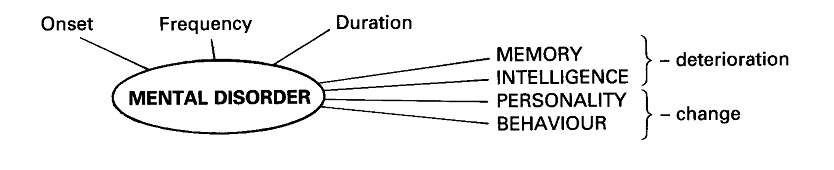 Onset Frequency Duration
MEMORY
INTELLIGENCE
– deterioration
MENTAL DISORDER
PERSONALITY
BEHAVIOUR
– change